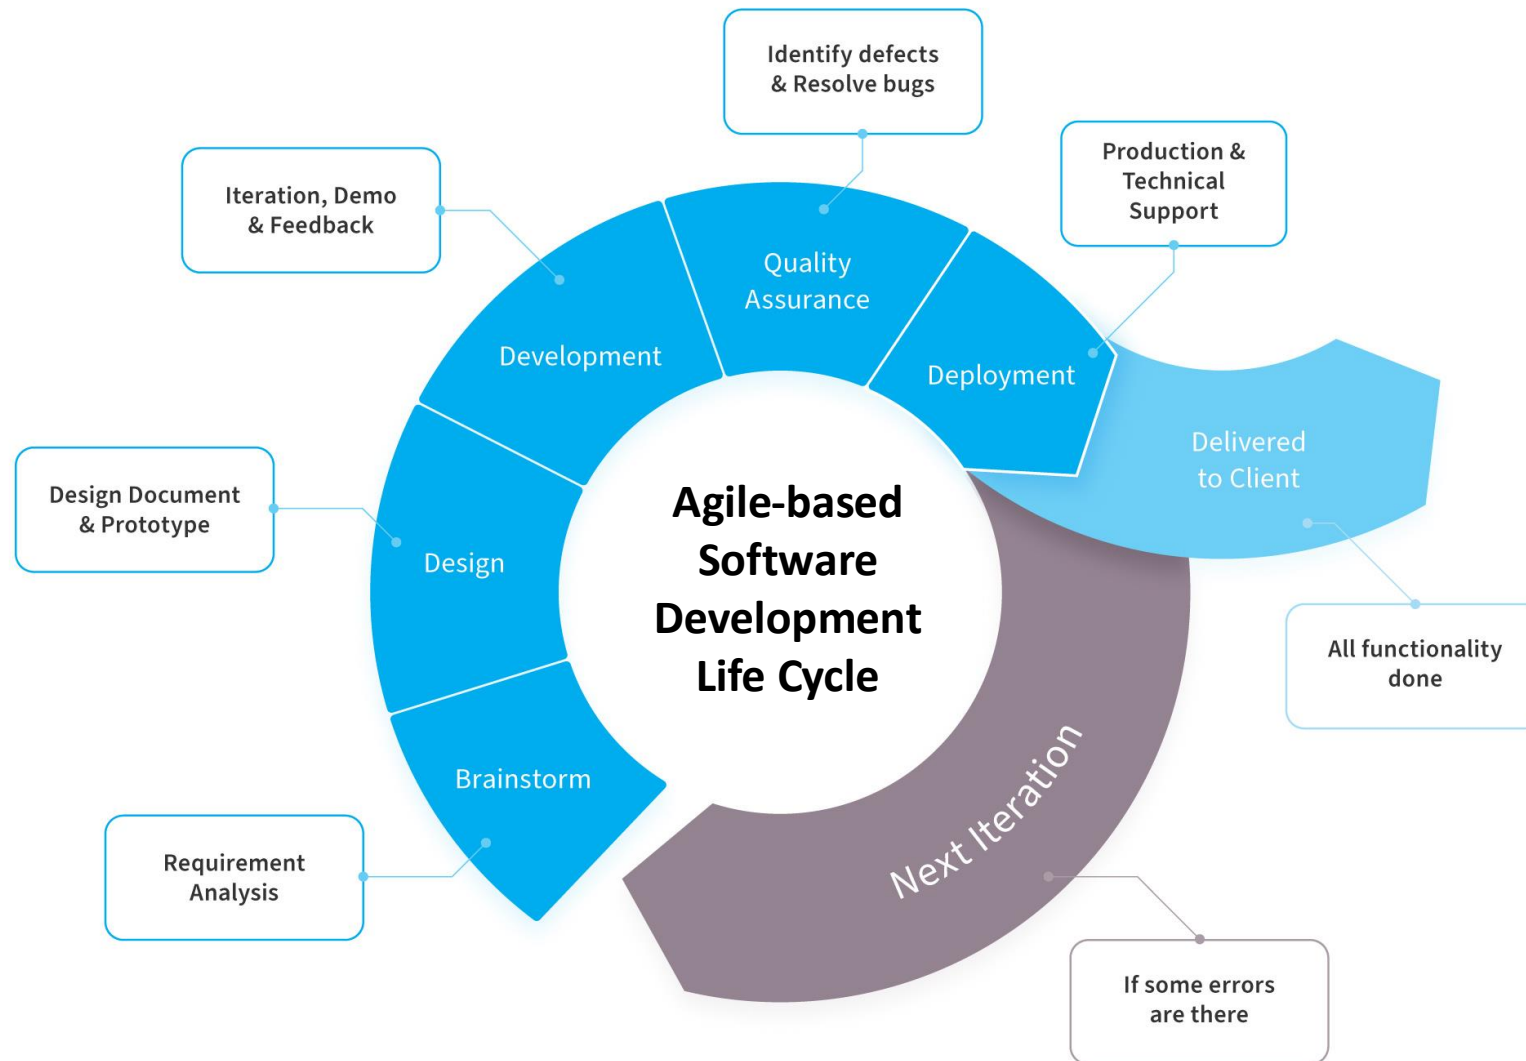 Identify defects
& Resolve bugs
Production &
Technical
Support
Iteration, Demo
& Feedback
Quality
Assurance
Development
Deployment
Delivered
to Client
Design Document
& Prototype
Design
Agile-based
Software
Development
Life Cycle
All functionality
done
Brainstorm
Next Iteration
Requirement
Analysis
If some errors
are there